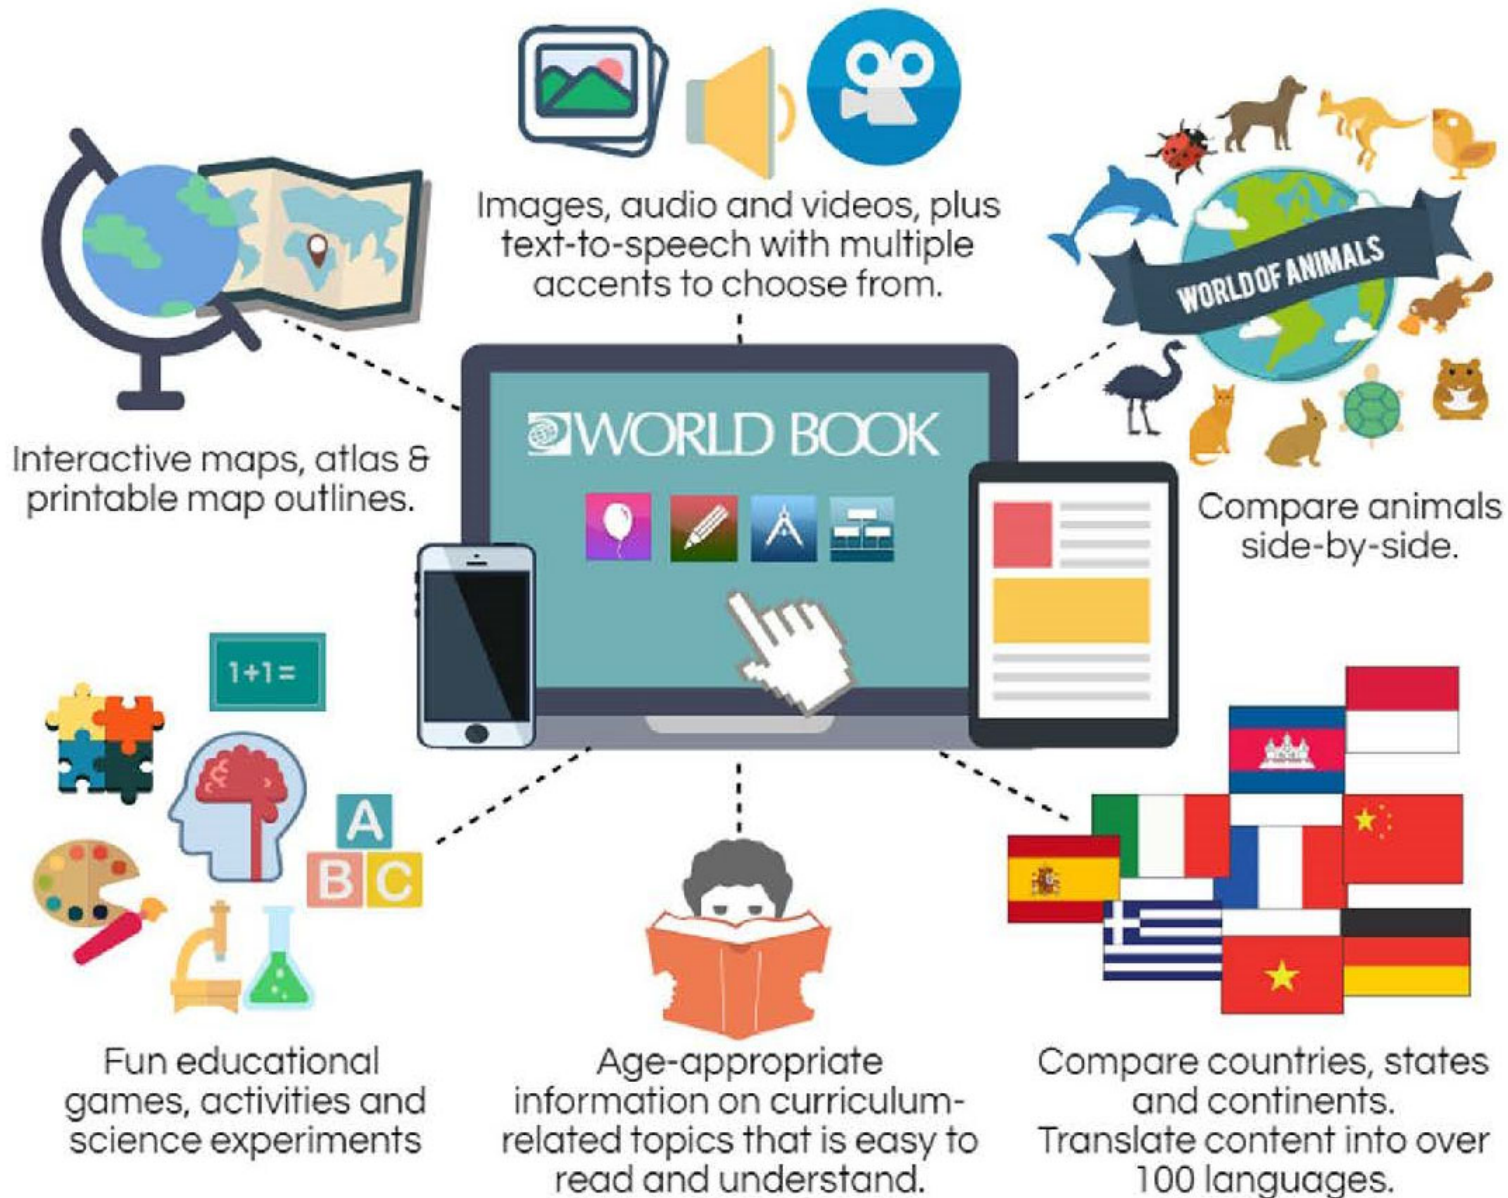 Images, audio and videos, plus
text-to-speech with multiple
accents to choose from.
WORLD OF ANIMALS
Interactive maps, atlas &
printable map outlines.
WORLD BOOK
Compare animals
side-by-side.
1+1=
A
B C
Fun educational
games, activities and
science experiments
Age-appropriate
information on curriculum-
related topics that is easy to
read and understand.
Compare countries, states
and continents.
Translate content into over
100 languages.